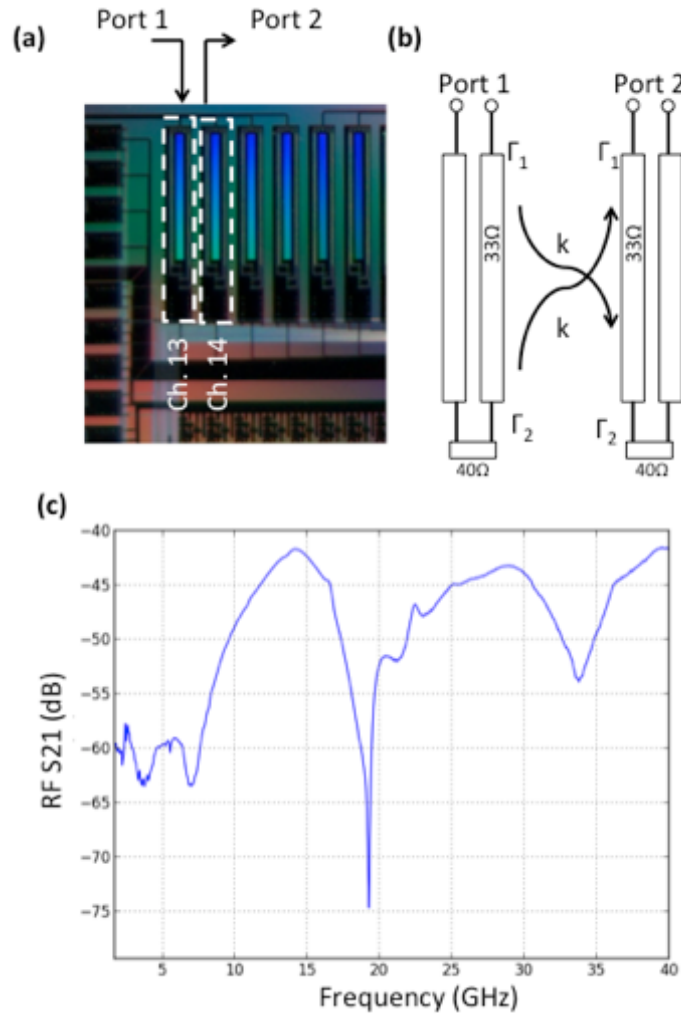 (a)
Port 1
Port 2
Ch. 13
Ch. 14
(b)
Port 1
Port 2
Γ1
Γ1
33Ω
33Ω
k
k
Γ2
Γ2
40Ω
40Ω
(c)
RF S21 (dB)
−40
−45
−50
−55
−60
−65
−70
−75
5
10
15
20
25
30
35
40
Frequency (GHz)